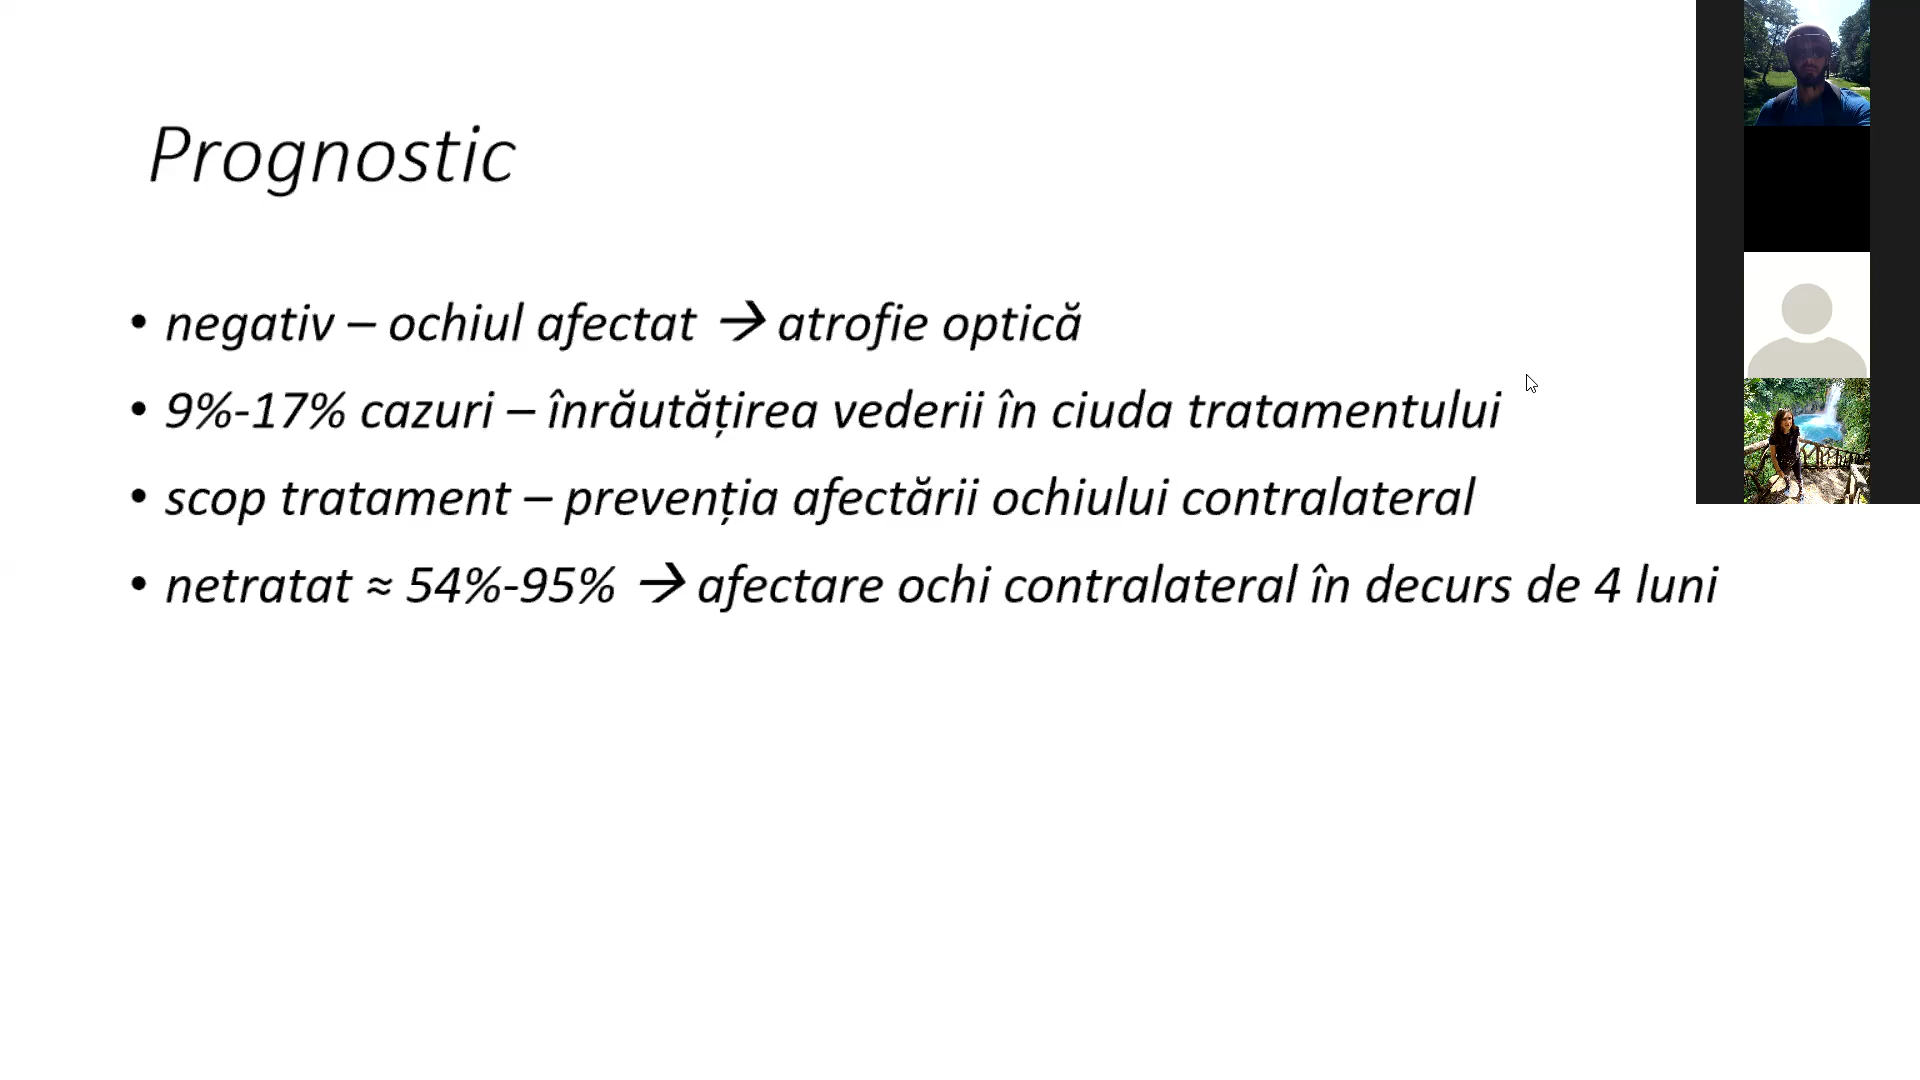 Prognostic
• negativ – ochiul afectat → atrofie optică
• 9%-17% cazuri – înrăutățirea vederii în ciuda tratamentului
• scop tratament – prevenția afectării ochiului contralateral
• netratat ≈ 54%-95% → afectare ochi contralateral în decurs de 4 luni